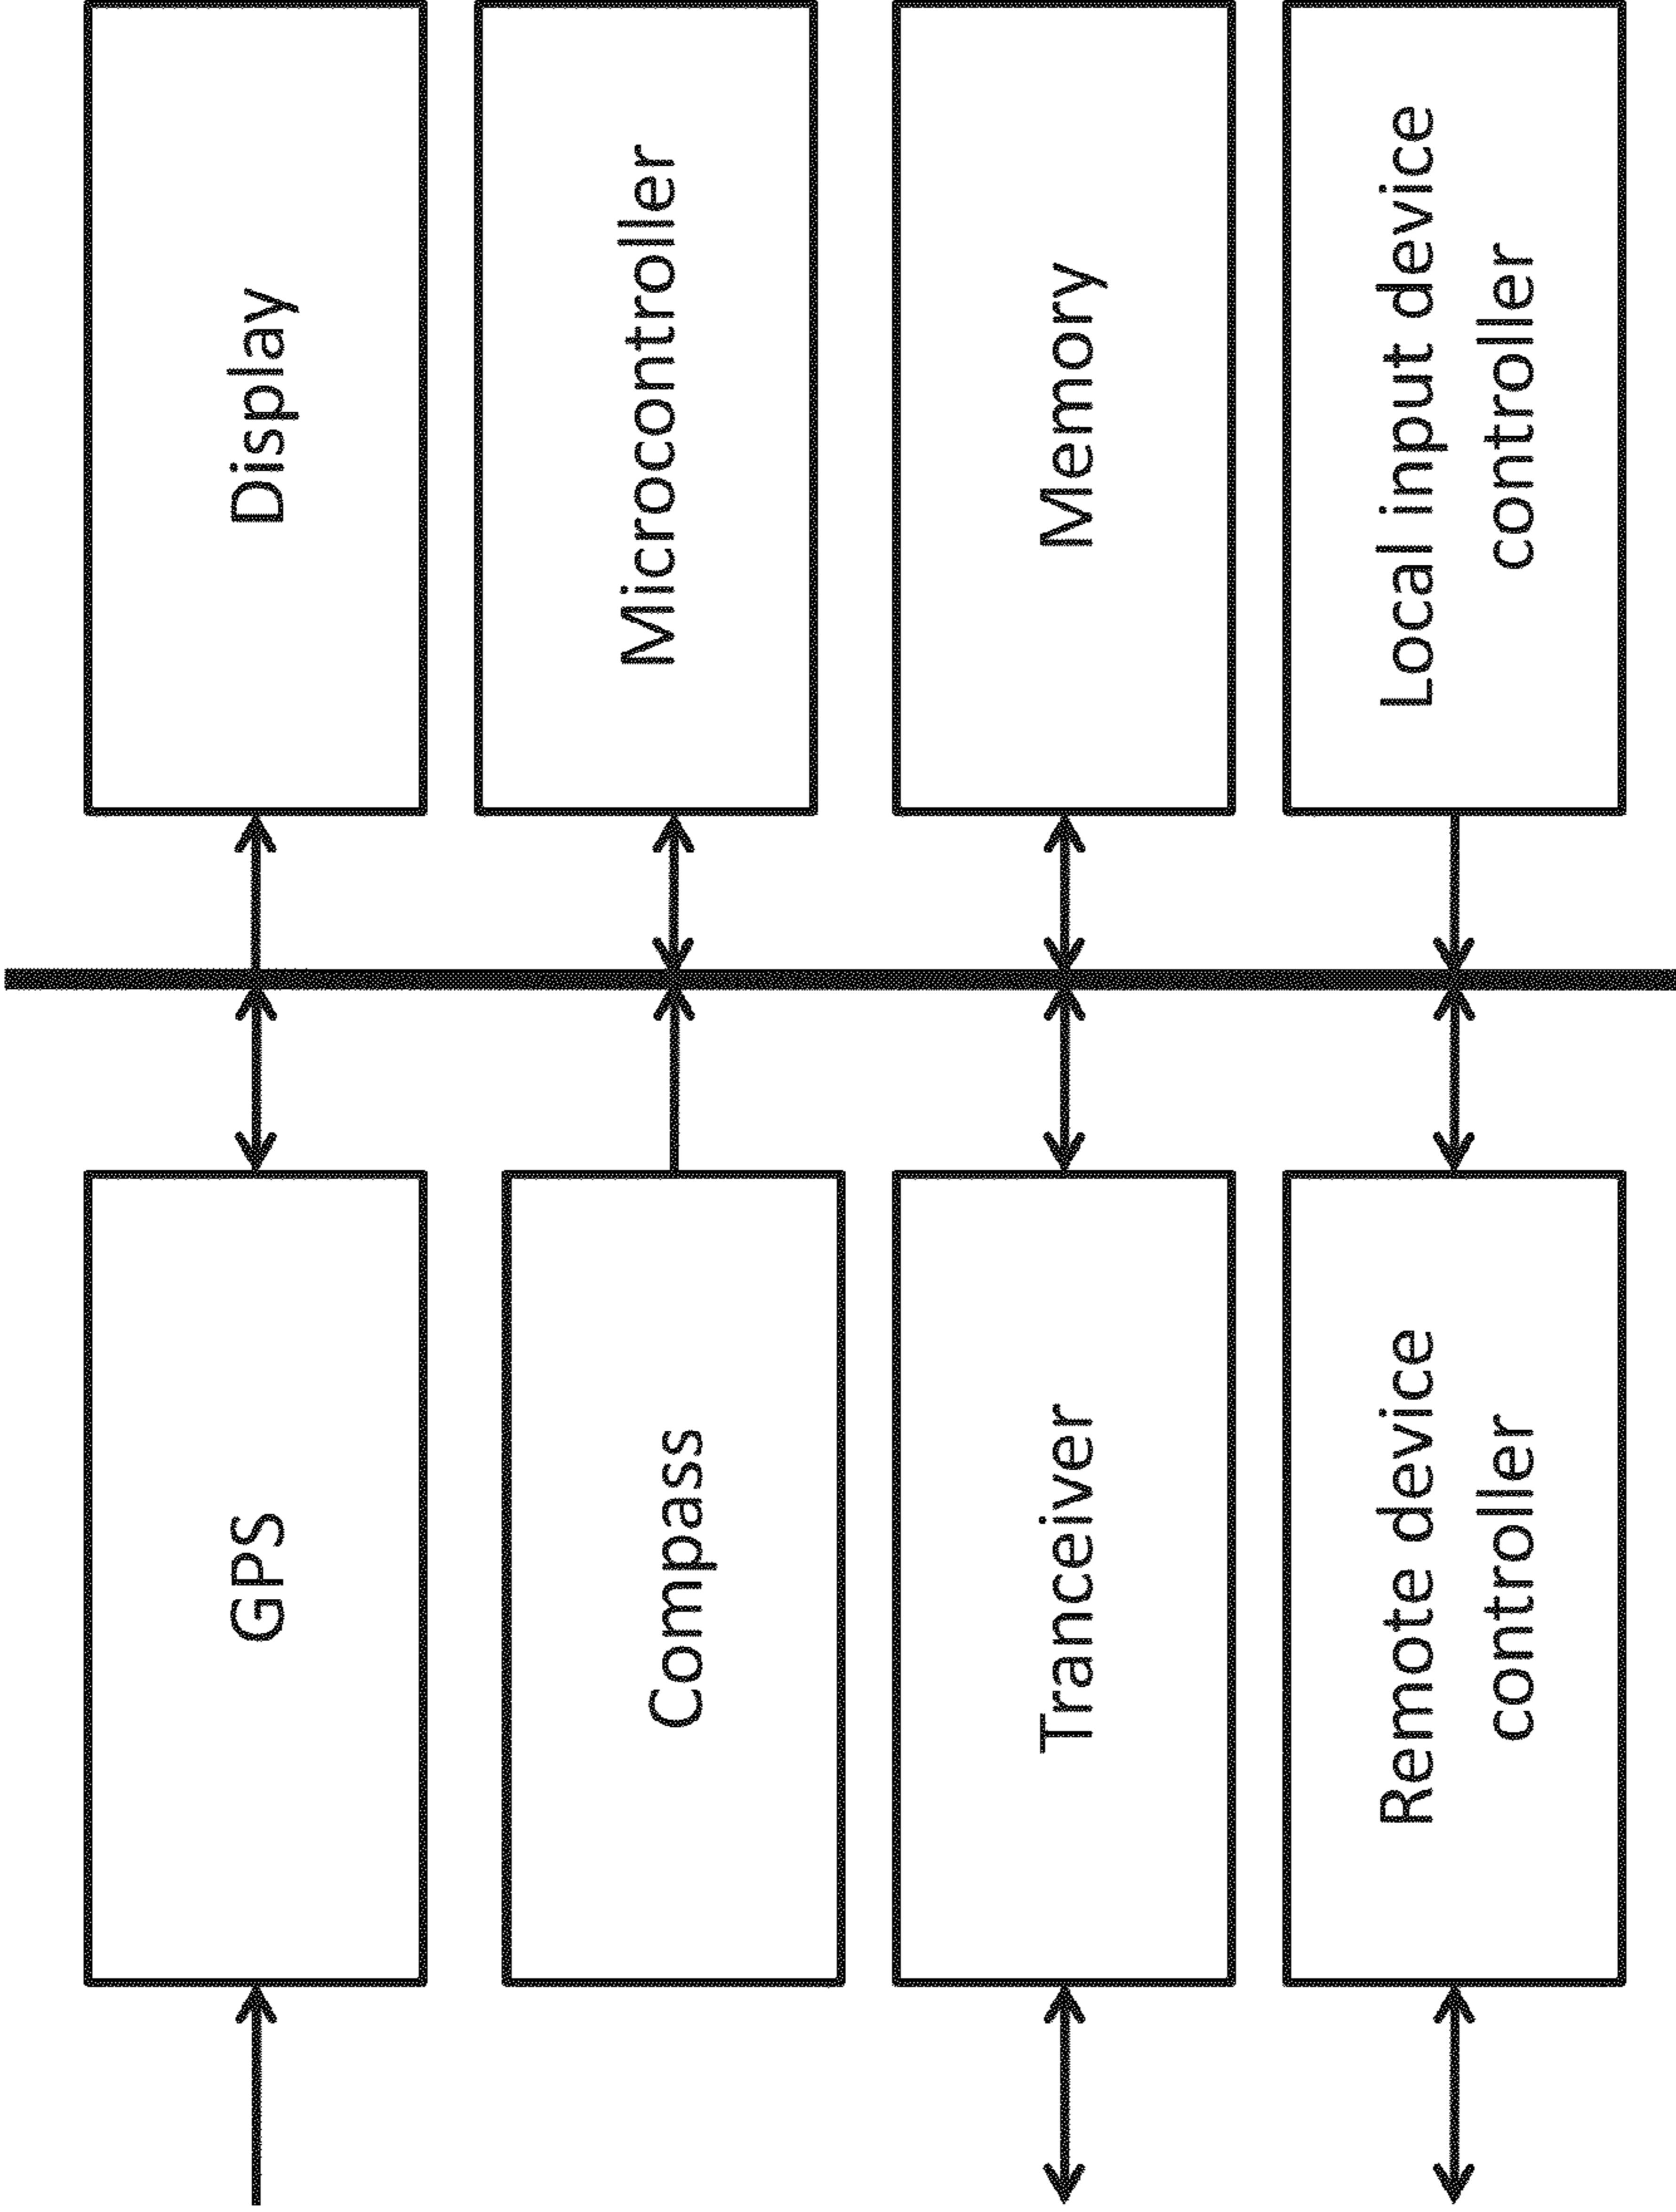 GPS
Display
Compass
Microcontroller
Tranceiver
Memory
Remote device
controller
Local input device
controller